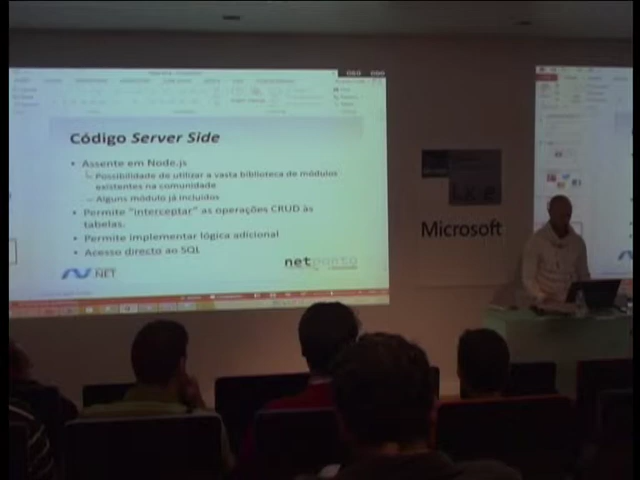 Código Server Side
• Assente em Node.js
– Possibilidade de utilizar a vasta biblioteca de módulos
existentes na comunidade
– Alguns módulo já incluídos
• Permite "interceptar" as operações CRUD às
tabelas.
• Permite implementar lógica adicional
• Acesso directo ao SQL
.NET
netponto
Microsoft